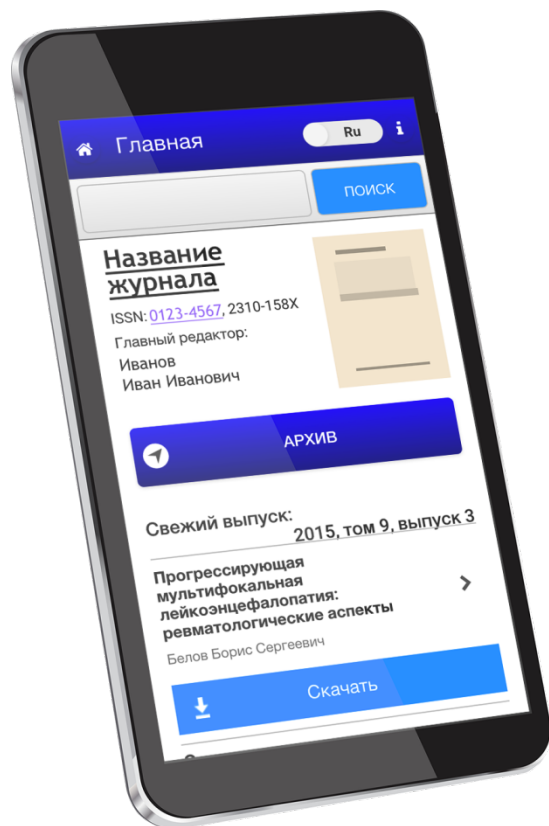 Главная
Ru
ПОИСК
Название
журнала
ISSN: 0123-4567, 2310-158X
Главный редактор:
Иванов
Иван Иванович
АРХИВ
Свежий выпуск:
2015, том 9, выпуск 3
Прогрессирующая
мультифокальная
лейкоэнцефалопатия:
ревматологические аспекты
Белов Борис Сергеевич
Скачать